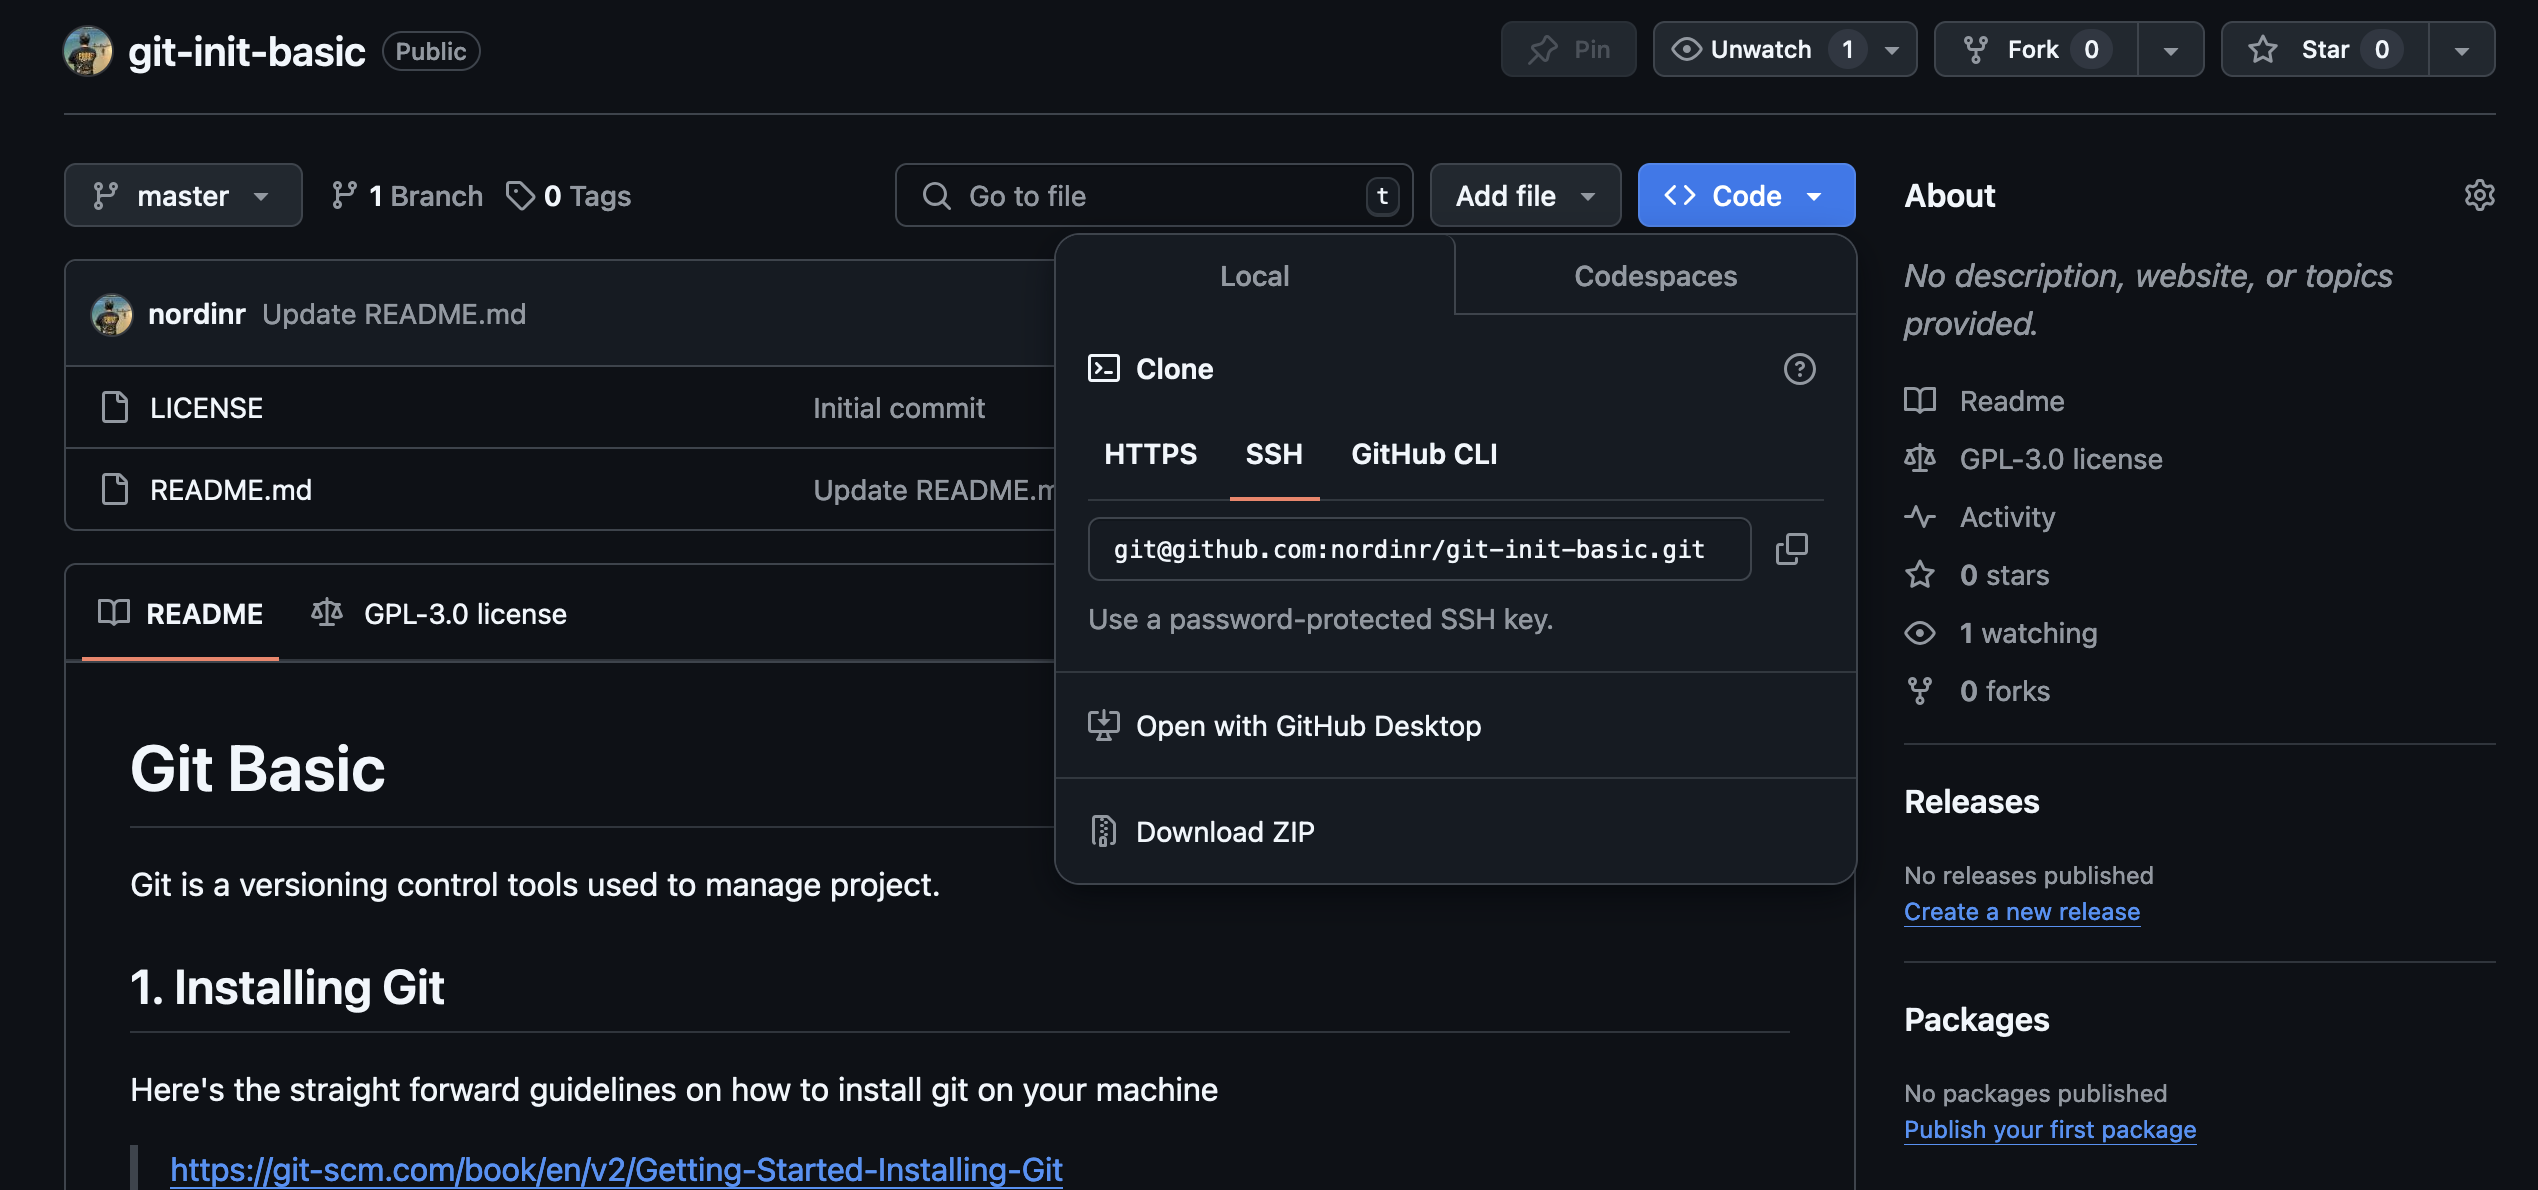 git-init-basic Public
Pin
Unwatch 1
Fork 0
Star 0
master
1 Branch
0 Tags
Go to file t
Add file
Code
nordinr Update README.md
LICENSE Initial commit
README.md Update README.m
README
GPL-3.0 license
Git Basic
Git is a versioning control tools used to manage project.
1. Installing Git
Here's the straight forward guidelines on how to install git on your machine
https://git-scm.com/book/en/v2/Getting-Started-Installing-Git
Local
Codespaces
Clone
HTTPS
SSH
GitHub CLI
git@github.com:nordinr/git-init-basic.git
Use a password-protected SSH key.
Open with GitHub Desktop
Download ZIP
About
No description, website, or topics
provided.
Readme
GPL-3.0 license
Activity
0 stars
1 watching
0 forks
Releases
No releases published
Create a new release
Packages
No packages published
Publish your first package